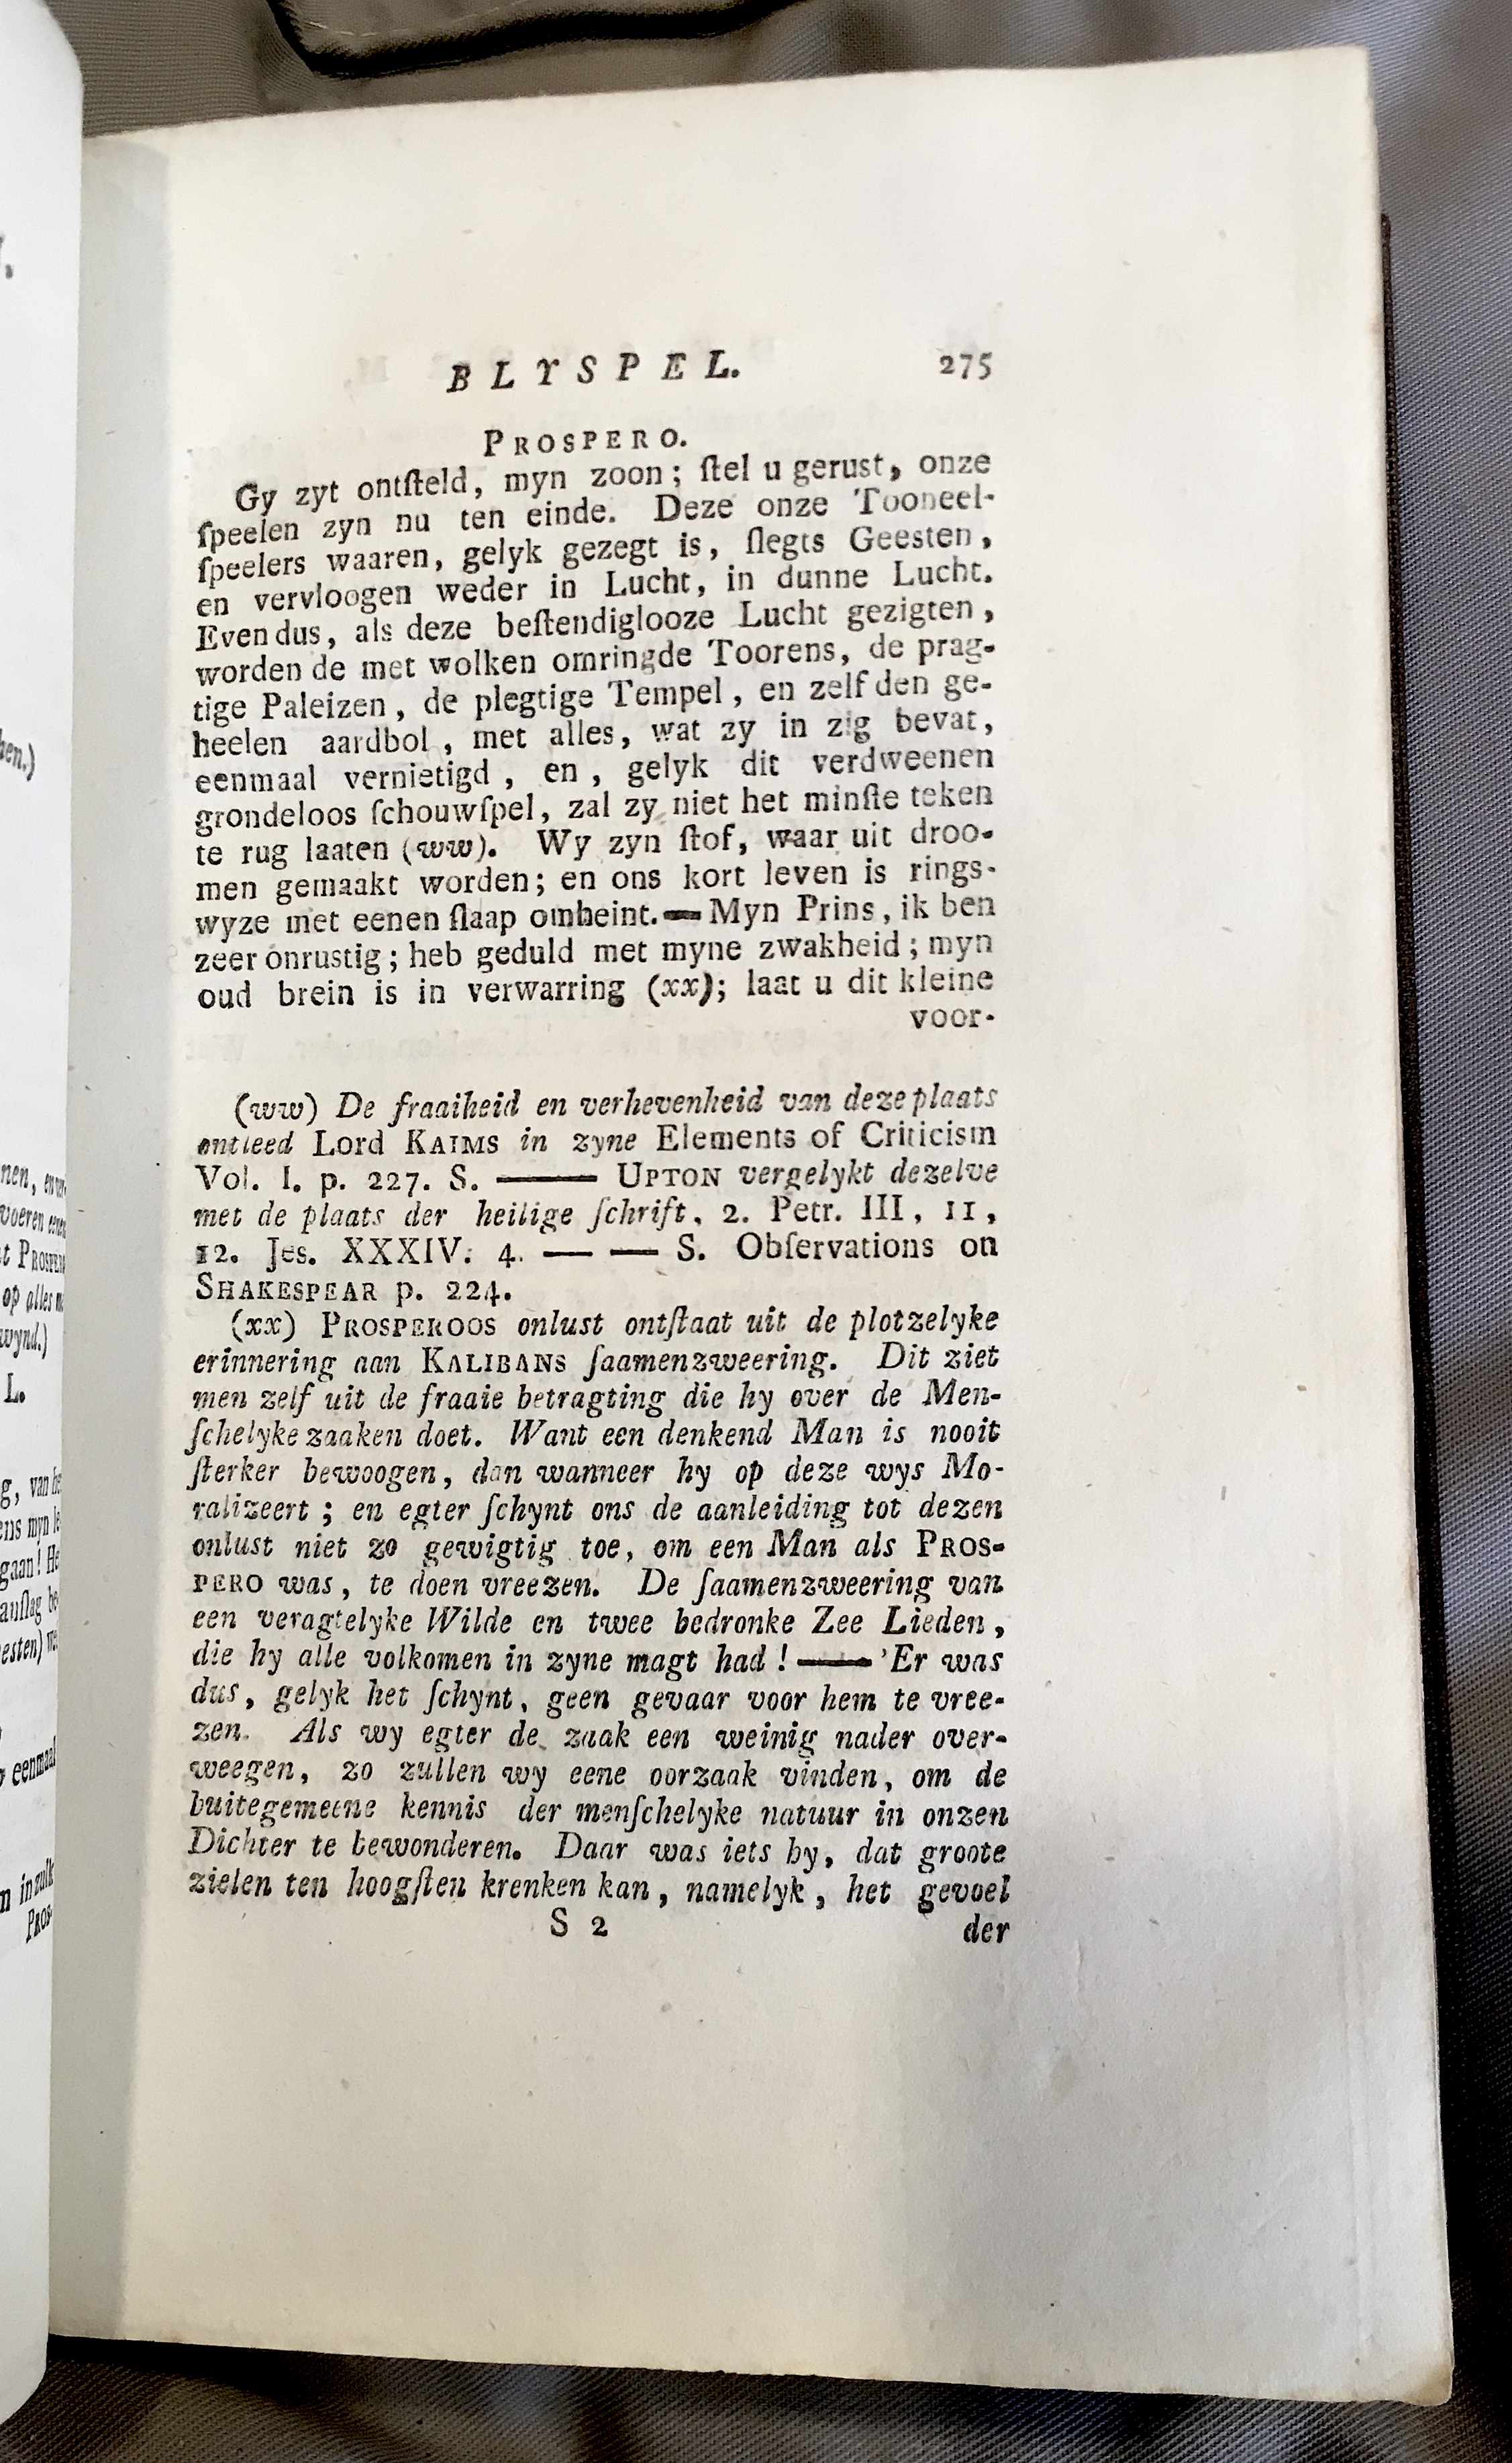 BLYSPEL. 275
PROSPERO.
Gy zyt ontſteld, myn zoon; ſtel u gerust, onze
ſpeelen zyn nu ten einde. Deze onze Tooneel-
ſpeelers waaren, gelyk gezegt is, ſlegts Geesten,
en vervloogen weder in Lucht, in dunne Lucht.
Even dus, als deze beſtendiglooze Lucht gezigten,
worden de met wolken omringde Toorens, de prag-
tige Paleizen, de plegtige Tempel, en zelf den ge-
heelen aardbol, met alles, wat zy in zig bevat,
eenmaal vernietigd, en, gelyk dit verdweenen
grondeloos ſchouwſpel, zal zy niet het minſte teken
te rug laaten (ww). Wy zyn ſtof, waar uit droo-
men gemaakt worden; en ons kort leven is rings-
wyze met eenen ſlaap omheint.— Myn Prins, ik ben
zeer onrustig; heb geduld met myne zwakheid; myn
oud brein is in verwarring (xx); laat u dit kleine
voor-
(ww) De fraaiheid en verhevenheid van deze plaats
ontleed Lord KAIMS in zyne Elements of Criticism
Vol. I. p. 227. S. —— UPTON vergelykt dezelve
met de plaats der heilige ſchrift, 2. Petr. III, 11,
12. Jes. XXXIV. 4. — — S. Obſervations on
SHAKESPEAR p. 224.
(xx) PROSPEROOS onlust ontſtaat uit de plotzelyke
erinnering aan KALIBANS ſaamenzweering. Dit ziet
men zelf uit de fraaie betragting die hy over de Men-
ſchelyke zaaken doet. Want een denkend Man is nooit
ſterker bewoogen, dan wanneer hy op deze wys Mo-
ralizeert; en egter ſchynt ons de aanleiding tot dezen
onlust niet zo gewigtig toe, om een Man als PROS-
PERO was, te doen vreezen. De ſaamenzweering van
een veragtelyke Wilde en twee bedronke Zee Lieden,
die hy alle volkomen in zyne magt had! —— 'Er was
dus, gelyk het ſchynt, geen gevaar voor hem te vree-
zen. Als wy egter de zaak een weinig nader over-
weegen, zo zullen wy eene oorzaak vinden, om de
buitegemeene kennis der menſchelyke natuur in onzen
Dichter te bewonderen. Daar was iets by, dat groote
zielen ten hoogſten krenken kan, namelyk, het gevoel
S 2 der